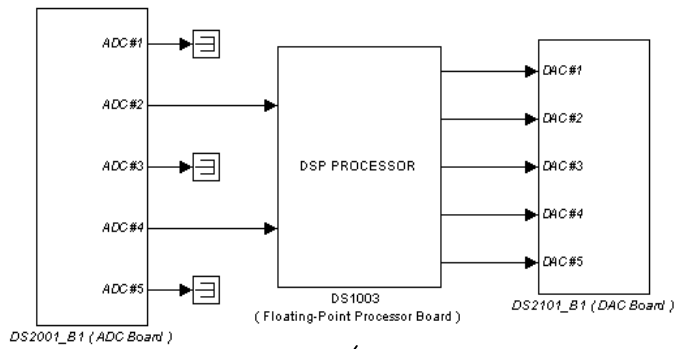 ADC#1
ADC#2
ADC#3
ADC#4
ADC#5
DS2001_B1 ( ADC Board )
DSP PROCESSOR
DS1003
( Floating-Point Processor Board )
DAC#1
DAC#2
DAC#3
DAC#4
DAC#5
DS2101_B1 ( DAC Board )